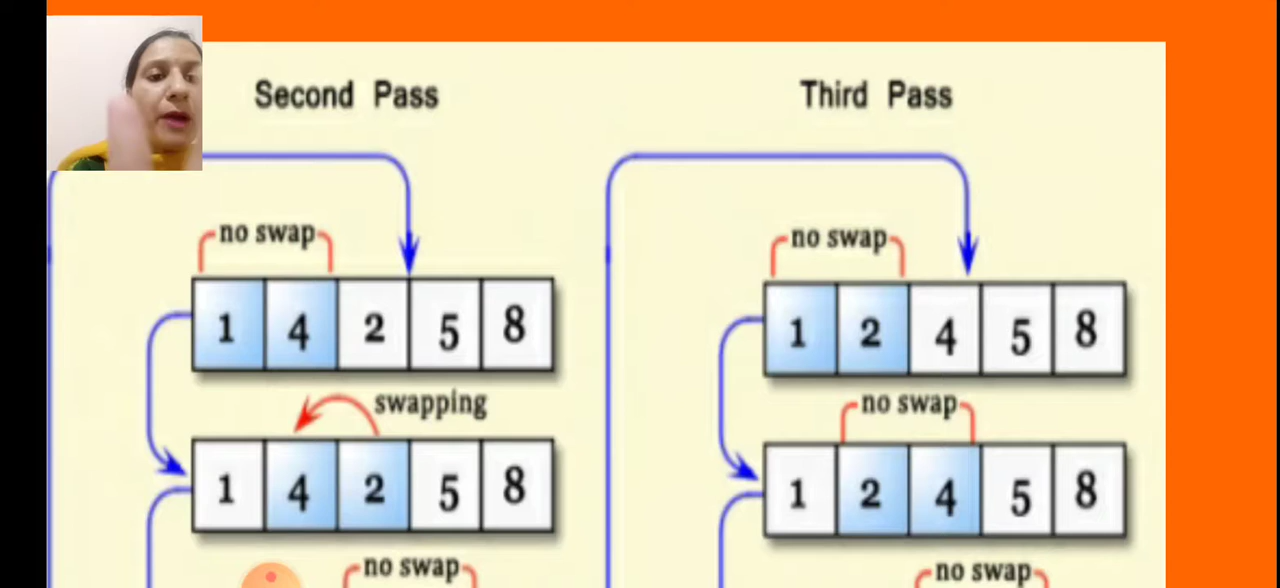 Second Pass
no swap
1 4 2 5 8
swapping
1 4 2 5 8
no swap
Third Pass
no swap
1 2 4 5 8
no swap
1 2 4 5 8
no swap